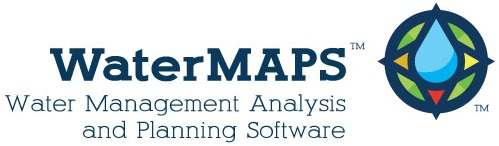 WaterMAPS™
Water Management Analysis
and Planning Software
™